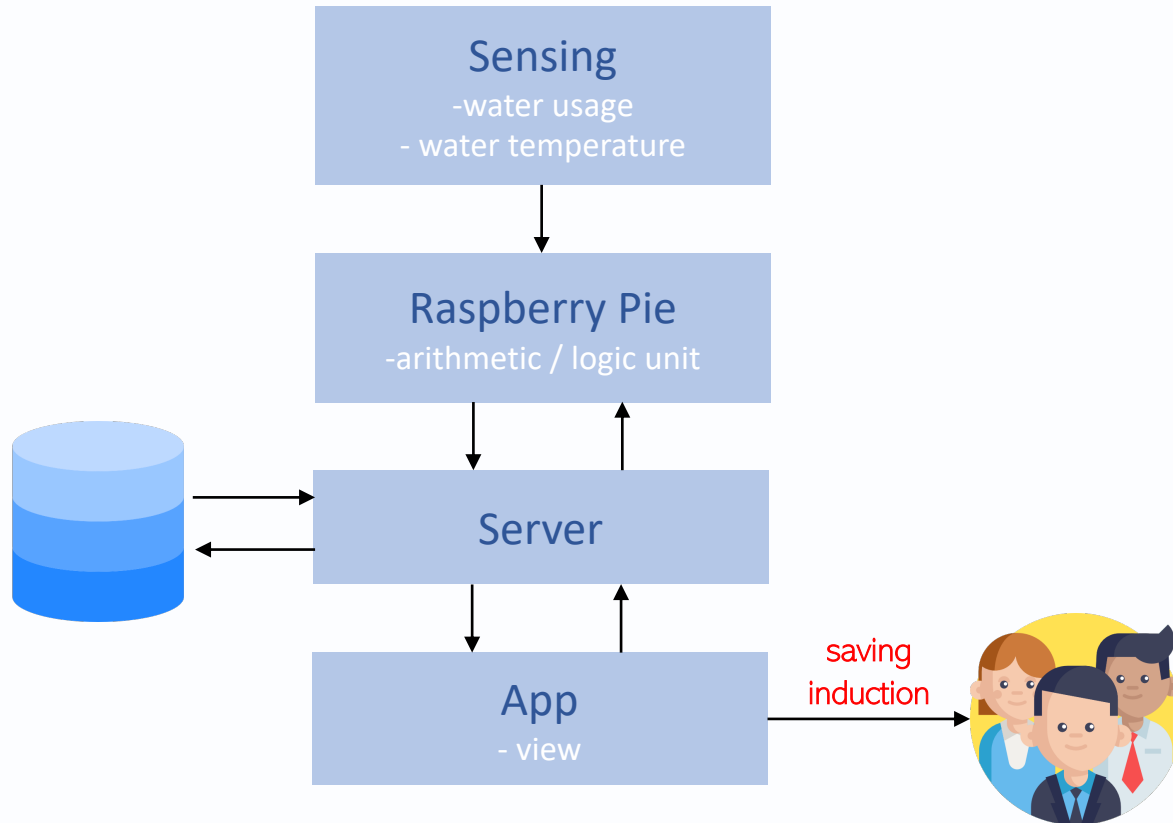 Sensing
-water usage
- water temperature
Raspberry Pie
-arithmetic / logic unit
Server
App
- view
saving
induction